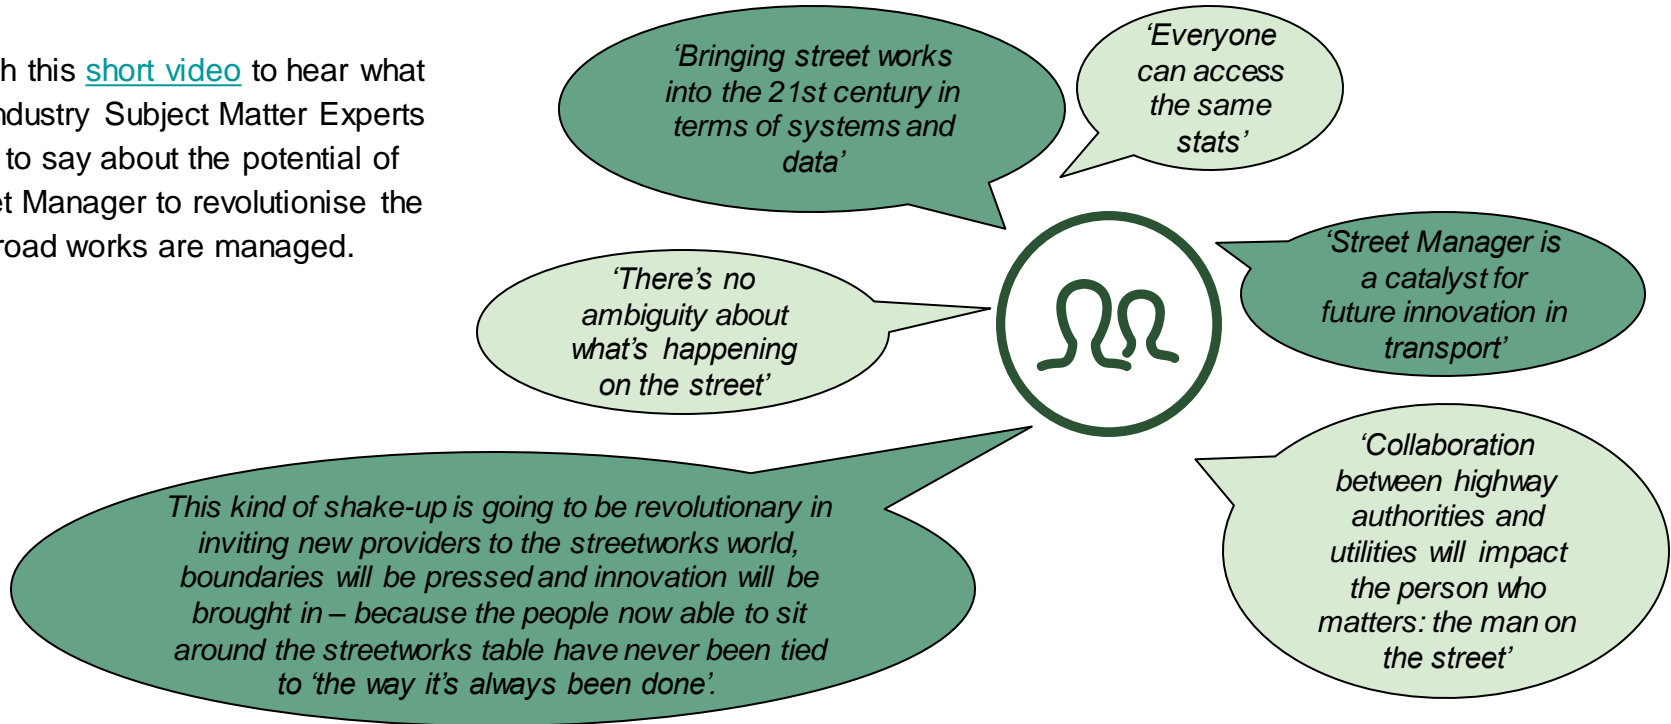 h this short video to hear what
ndustry Subject Matter Experts
to say about the potential of
et Manager to revolutionise the
road works are managed.
‘Bringing street works
into the 21st century in
terms of systems and
data’
‘Everyone
can access
the same
stats’
‘There’s no
ambiguity about
what’s happening
on the street’
‘Street Manager is
a catalyst for
future innovation in
transport’
This kind of shake-up is going to be revolutionary in
inviting new providers to the streetworks world,
boundaries will be pressed and innovation will be
brought in – because the people now able to sit
around the streetworks table have never been tied
to ‘the way it’s always been done’.
‘Collaboration
between highway
authorities and
utilities will impact
the person who
matters: the man on
the street’